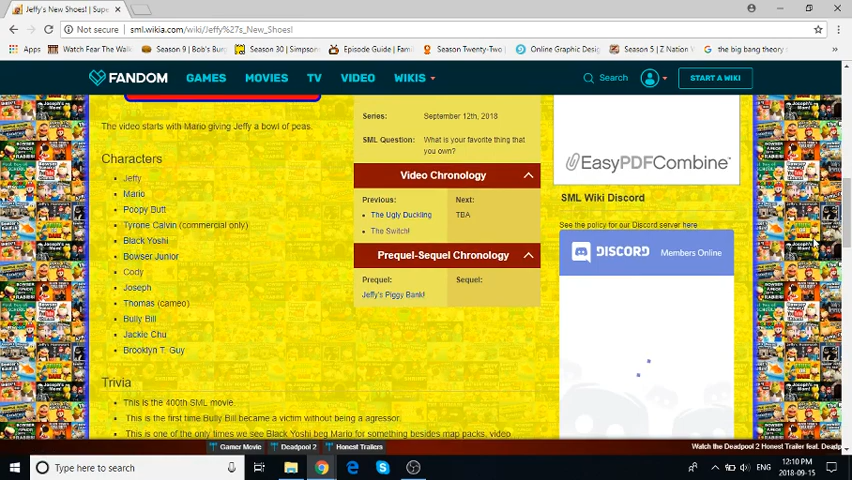 Jeffy's New Shoes! | Supe
Not secure | sml.wikia.com/wiki/Jeffy%27s_New_Shoes!
Apps Watch Fear The Walk Season 9 | Bob's Burg Season 30 | Simpson Episode Guide | Fam Season Twenty-Two | Online Graphic Desig Season 5 | Z Nation W the big bang theory s
FANDOM GAMES MOVIES TV VIDEO WIKIS Search START A WIKI
The video starts with Mario giving Jeffy a bowl of peas.
Characters
Jeffy
Mario
Poopy Butt
Tyrone Calvin (commercial only)
Black Yoshi
Bowser Junior
Cody
Joseph
Thomas (cameo)
Bully Bill
Jackie Chu
Brooklyn T. Guy
Trivia
This is the 400th SML movie.
This is the first time Bully Bill became a victim without being a agressor.
This is one of the only times we see Black Yoshi beg Mario for something besides map packs, video
Series: September 12th, 2018
SML Question: What is your favorite thing that
you own?
Video Chronology
Previous: Next:
The Ugly Duckling TBA
The Switch!
Prequel-Sequel Chronology
Prequel: Sequel:
Jeffy's Piggy Bank!
EasyPDFCombine™
SML Wiki Discord
See the policy for our Discord server here
DISCORD Members Online
Gamer Movie Deadpool 2 Honest Trailers Watch the Deadpool 2 Honest Trailer feat. Deadp
Type here to search
ENG
12:10 PM
2018-09-15